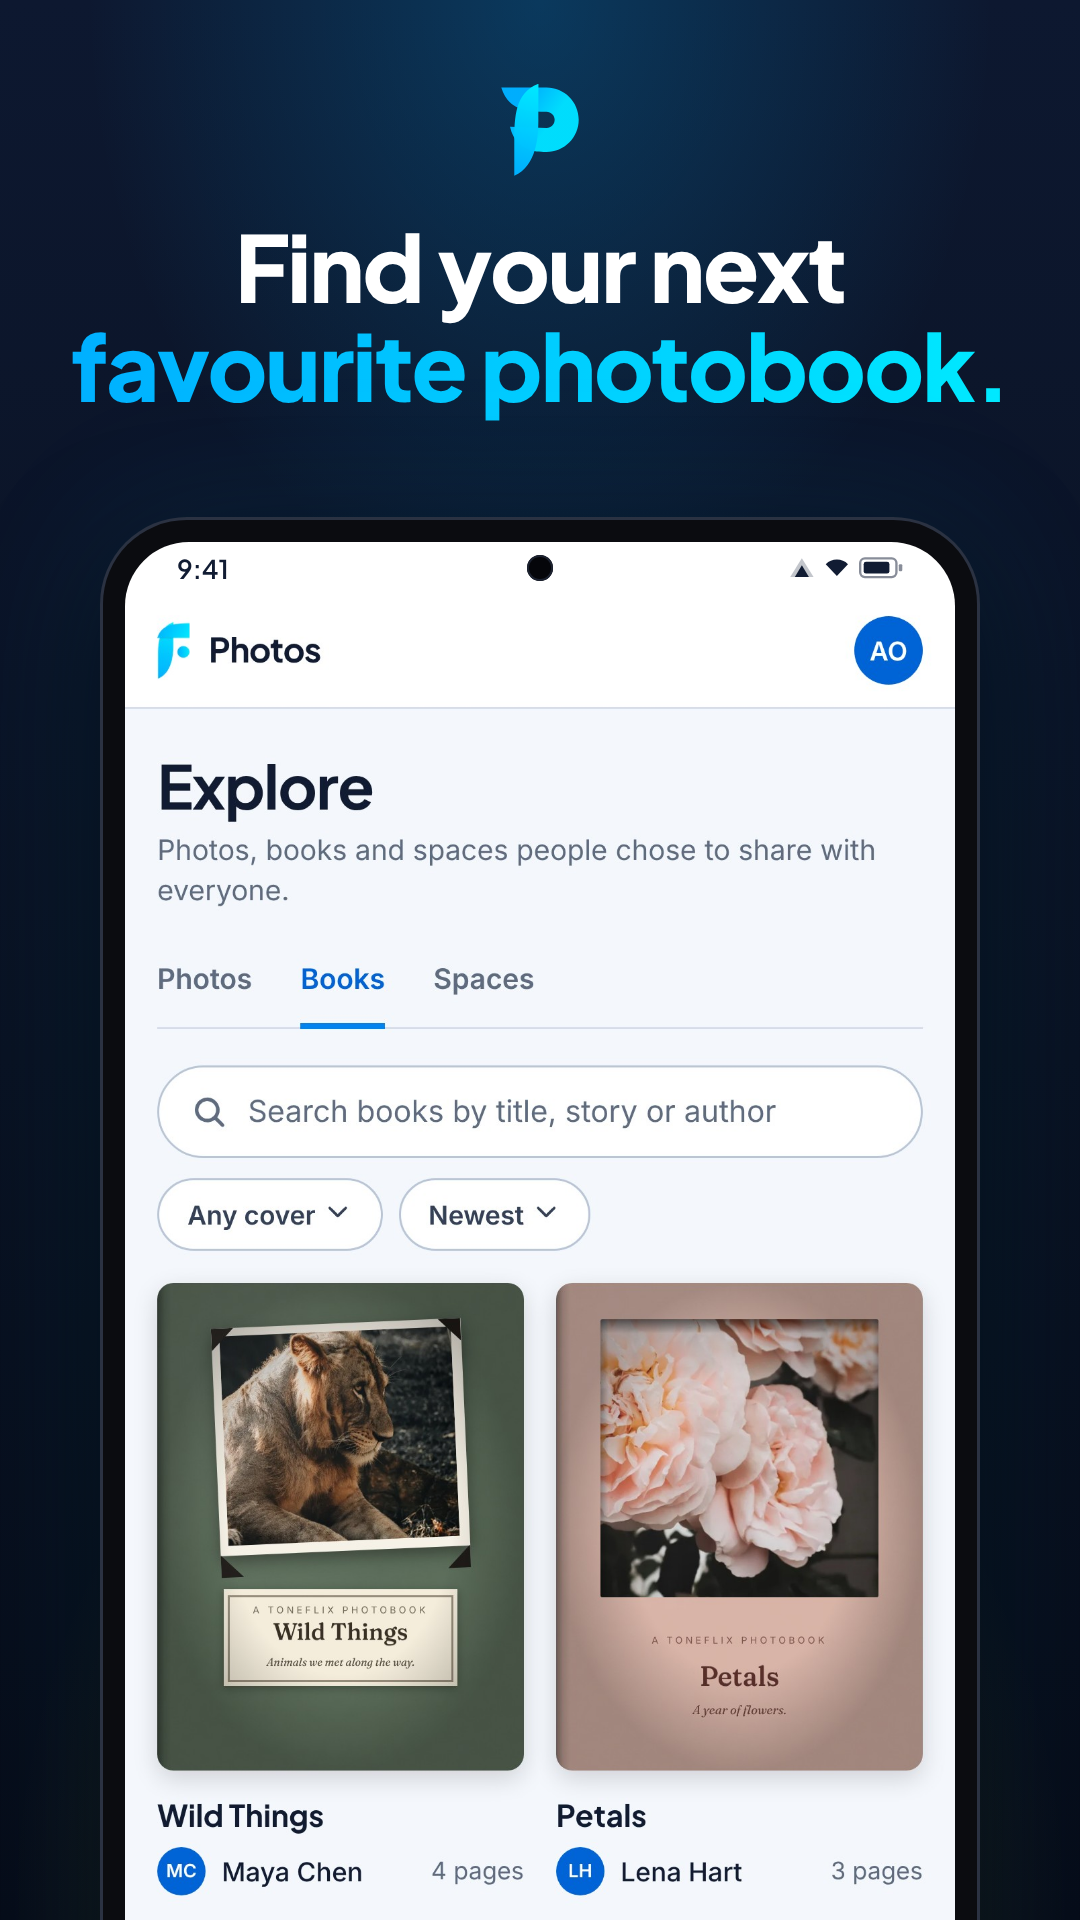 Find your next
favourite photobook.
9:41
Photos
AO
Explore
Photos, books and spaces people chose to share with
everyone.
Photos Books Spaces
Search books by title, story or author
Any cover Newest
A TONEFLIX PHOTOBOOK
Wild Things
Animals we met along the way.
A TONEFLIX PHOTOBOOK
Petals
A year of flowers.
Wild Things
MC Maya Chen 4 pages
Petals
LH Lena Hart 3 pages